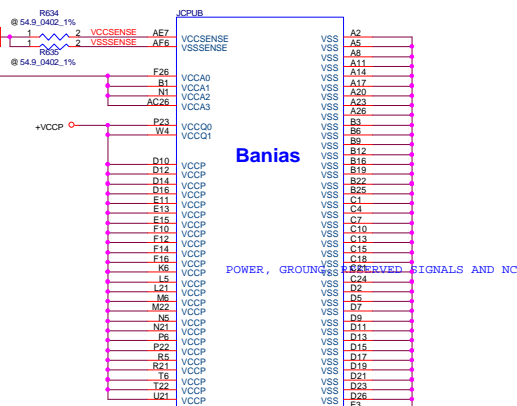 R634
@ 54.9_0402_1%
1 2 VCCSENSE
1 2 VSSSENSE
R635
@ 54.9_0402_1%
JCPUB
AE7 VCCSENSE
AF6 VSSSENSE
F26 VCCA0
B1 VCCA1
N1 VCCA2
AC26 VCCA3
+VCCP
P23 VCCQ0
W4 VCCQ1
D10 VCCP
D12 VCCP
D14 VCCP
D16 VCCP
E11 VCCP
E13 VCCP
E15 VCCP
F10 VCCP
F12 VCCP
F14 VCCP
F16 VCCP
K6 VCCP
L5 VCCP
L21 VCCP
M6 VCCP
M22 VCCP
N5 VCCP
N21 VCCP
P6 VCCP
P22 VCCP
R5 VCCP
R21 VCCP
T6 VCCP
T22 VCCP
U21 VCCP
Banias
POWER, GROUNG, RESERVED SIGNALS AND NC
VSS A2
VSS A5
VSS A8
VSS A11
VSS A14
VSS A17
VSS A20
VSS A23
VSS A26
VSS B3
VSS B6
VSS B9
VSS B12
VSS B16
VSS B19
VSS B22
VSS B25
VSS C1
VSS C4
VSS C7
VSS C10
VSS C13
VSS C15
VSS C18
VSS C21
VSS C24
VSS D2
VSS D5
VSS D7
VSS D9
VSS D11
VSS D13
VSS D15
VSS D17
VSS D19
VSS D21
VSS D23
VSS D26
E3